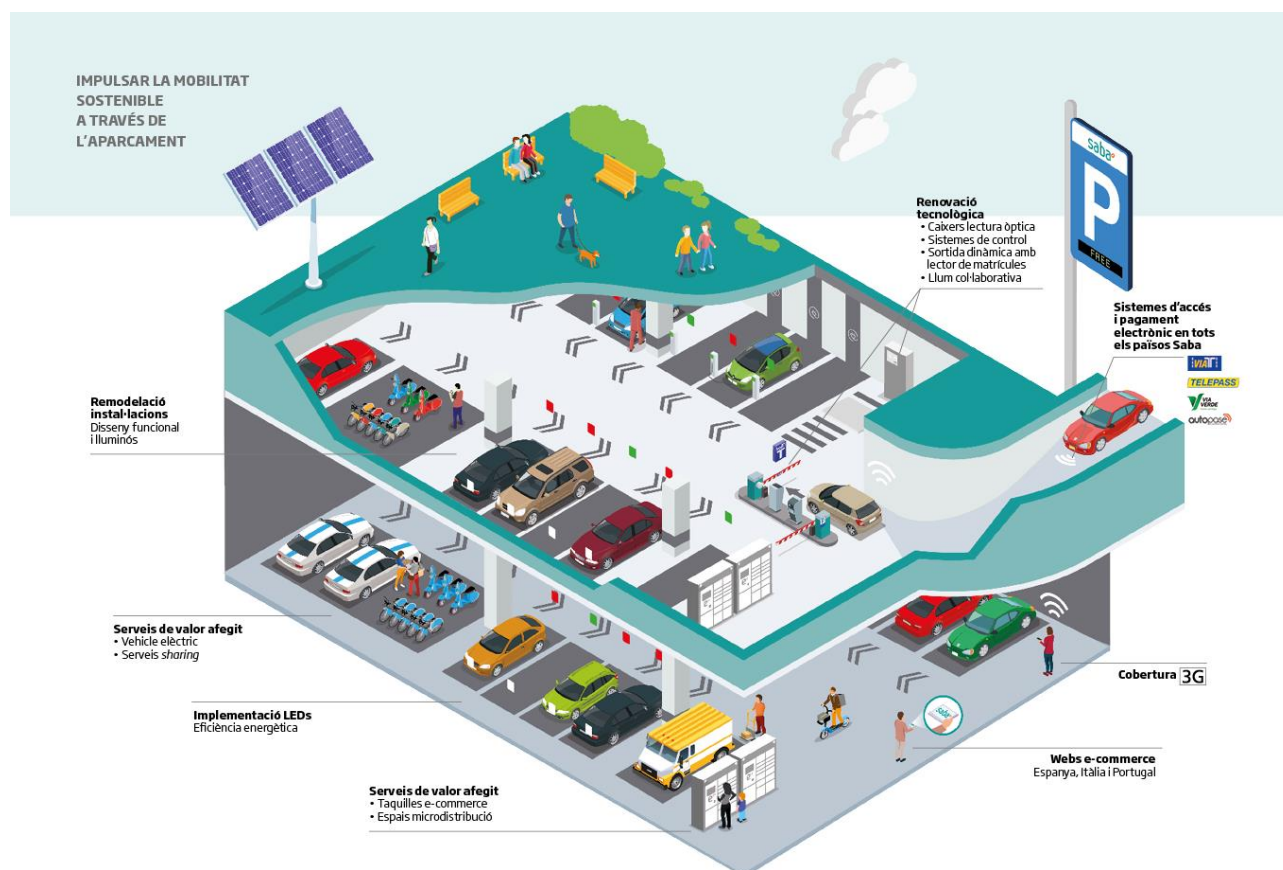 IMPULSAR LA MOBILITAT
SOSTENIBLE
A TRAVÉS DE
L'APARCAMENT
saba
P
FREE
Renovació
tecnològica
• Caixers lectura òptica
• Sistemes de control
• Sortida dinàmica amb
lector de matrícules
• Llum col·laborativa
Sistemes d'accés
i pagament
electrònic en tots
els països Saba
VIAT
TELEPASS
VIA
VERDE
autopase
Remodelació
instal·lacions
Disseny funcional
i lluminós
Serveis de valor afegit
• Vehicle elèctric
• Serveis sharing
Implementació LEDs
Eficiència energètica
Serveis de valor afegit
• Taquilles e-commerce
• Espais microdistribució
Cobertura 3G
saba
Webs e-commerce
Espanya, Itàlia i Portugal